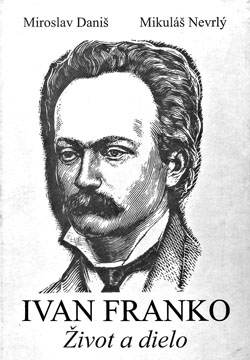 Miroslav Daniš Mikuláš Nevrlý
IVAN FRANKO
Život a dielo